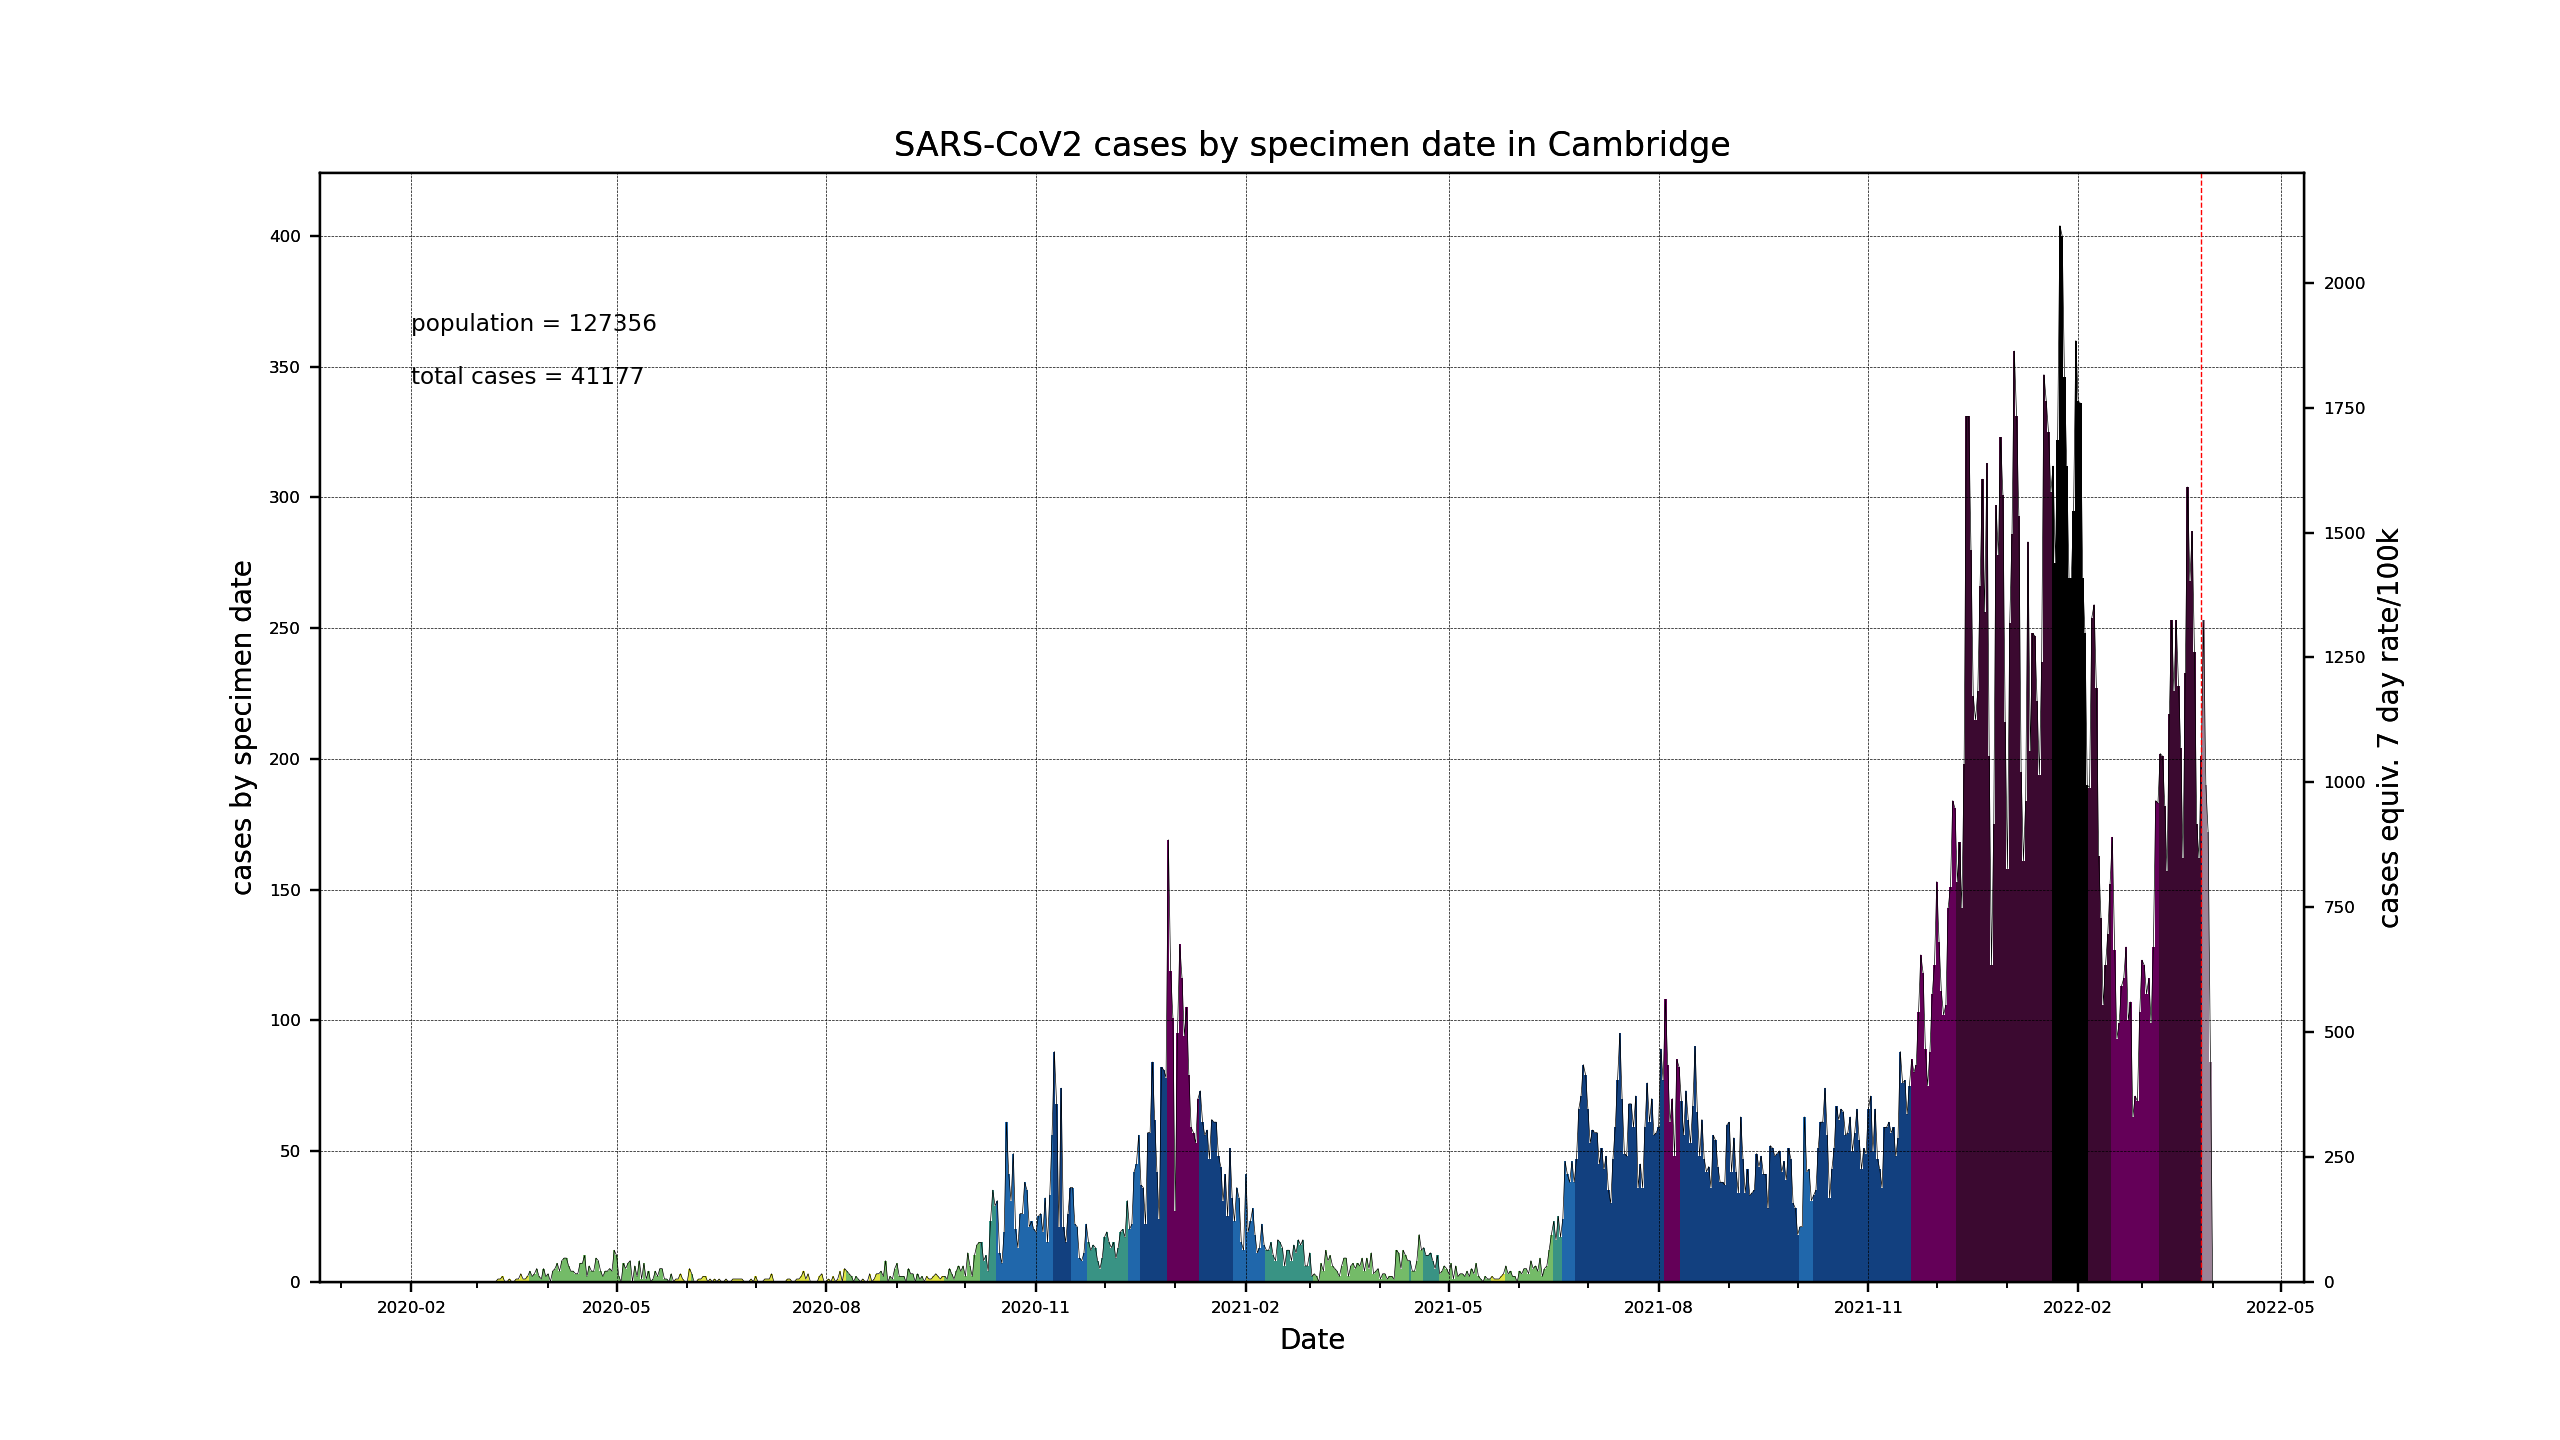 SARS-CoV2 cases by specimen date in Cambridge
population = 127356
total cases = 41177
cases by specimen date
400
350
300
250
200
150
100
50
0
cases equiv. 7 day rate/100k
2000
1750
1500
1250
1000
750
500
250
0
2020-02 2020-05 2020-08 2020-11 2021-02 2021-05 2021-08 2021-11 2022-02 2022-05
Date